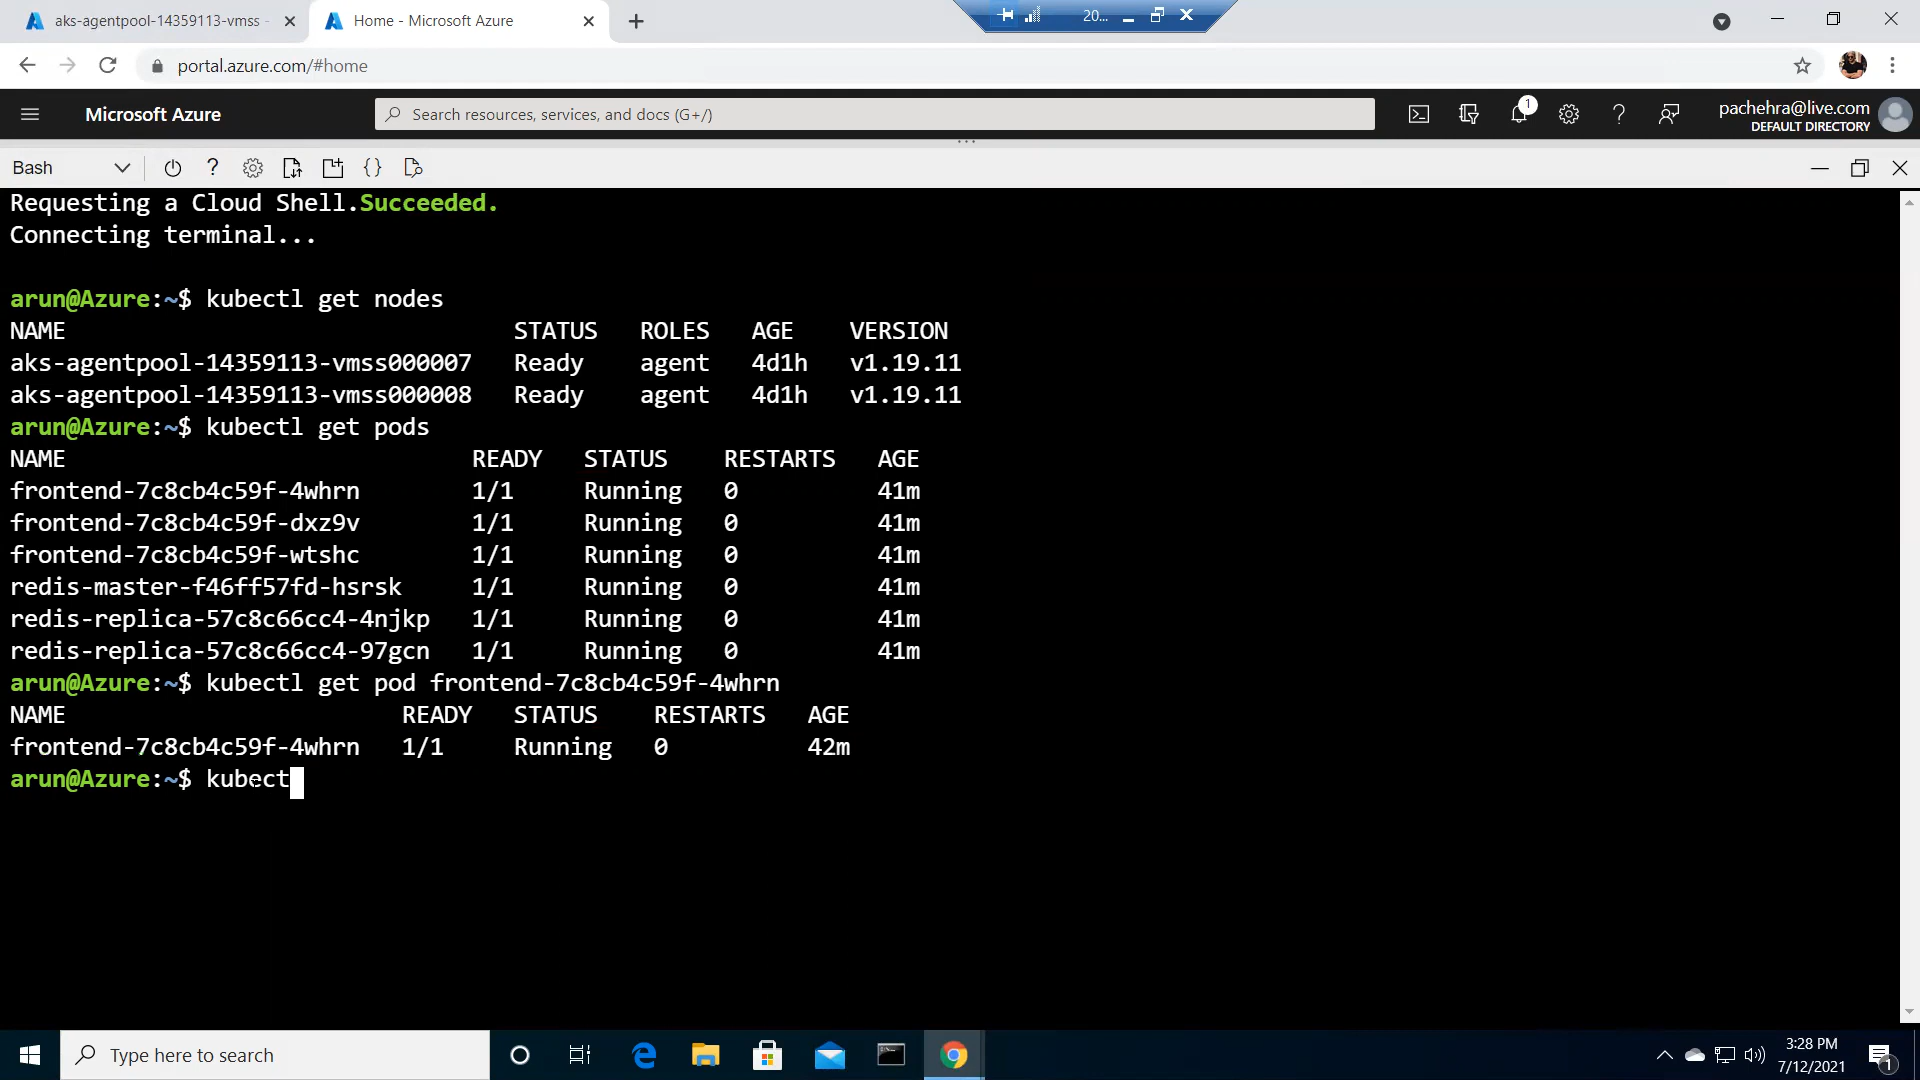 aks-agentpool-14359113-vmss -
Home - Microsoft Azure
20...
portal.azure.com/#home
Microsoft Azure
Search resources, services, and docs (G+/)
1
pachehra@live.com
DEFAULT DIRECTORY
Bash
Requesting a Cloud Shell.Succeeded.
Connecting terminal...
arun@Azure:~$ kubectl get nodes
NAME STATUS ROLES AGE VERSION
aks-agentpool-14359113-vmss000007 Ready agent 4d1h v1.19.11
aks-agentpool-14359113-vmss000008 Ready agent 4d1h v1.19.11
arun@Azure:~$ kubectl get pods
NAME READY STATUS RESTARTS AGE
frontend-7c8cb4c59f-4whrn 1/1 Running 0 41m
frontend-7c8cb4c59f-dxz9v 1/1 Running 0 41m
frontend-7c8cb4c59f-wtshc 1/1 Running 0 41m
redis-master-f46ff57fd-hsrsk 1/1 Running 0 41m
redis-replica-57c8c66cc4-4njkp 1/1 Running 0 41m
redis-replica-57c8c66cc4-97gcn 1/1 Running 0 41m
arun@Azure:~$ kubectl get pod frontend-7c8cb4c59f-4whrn
NAME READY STATUS RESTARTS AGE
frontend-7c8cb4c59f-4whrn 1/1 Running 0 42m
arun@Azure:~$ kubect
Type here to search
3:28 PM
7/12/2021
1